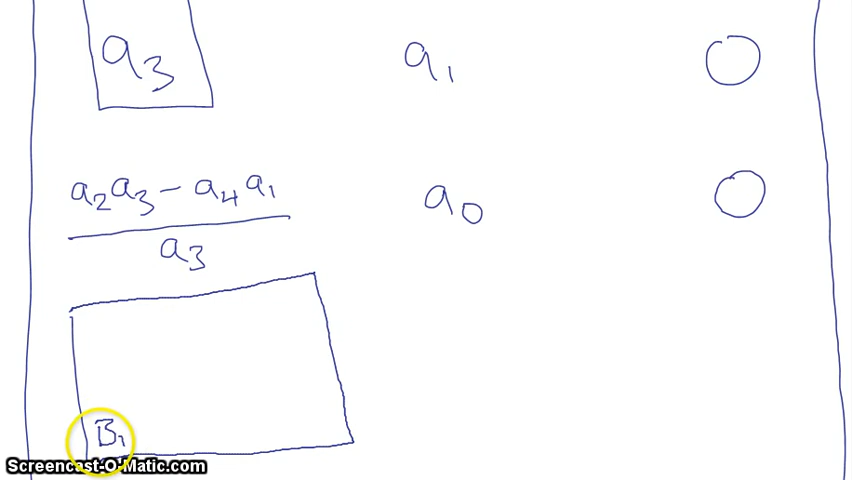 a3 a1 0
a2a3 - a4a1 a0 0
a3
B1
Screencast-O-Matic.com